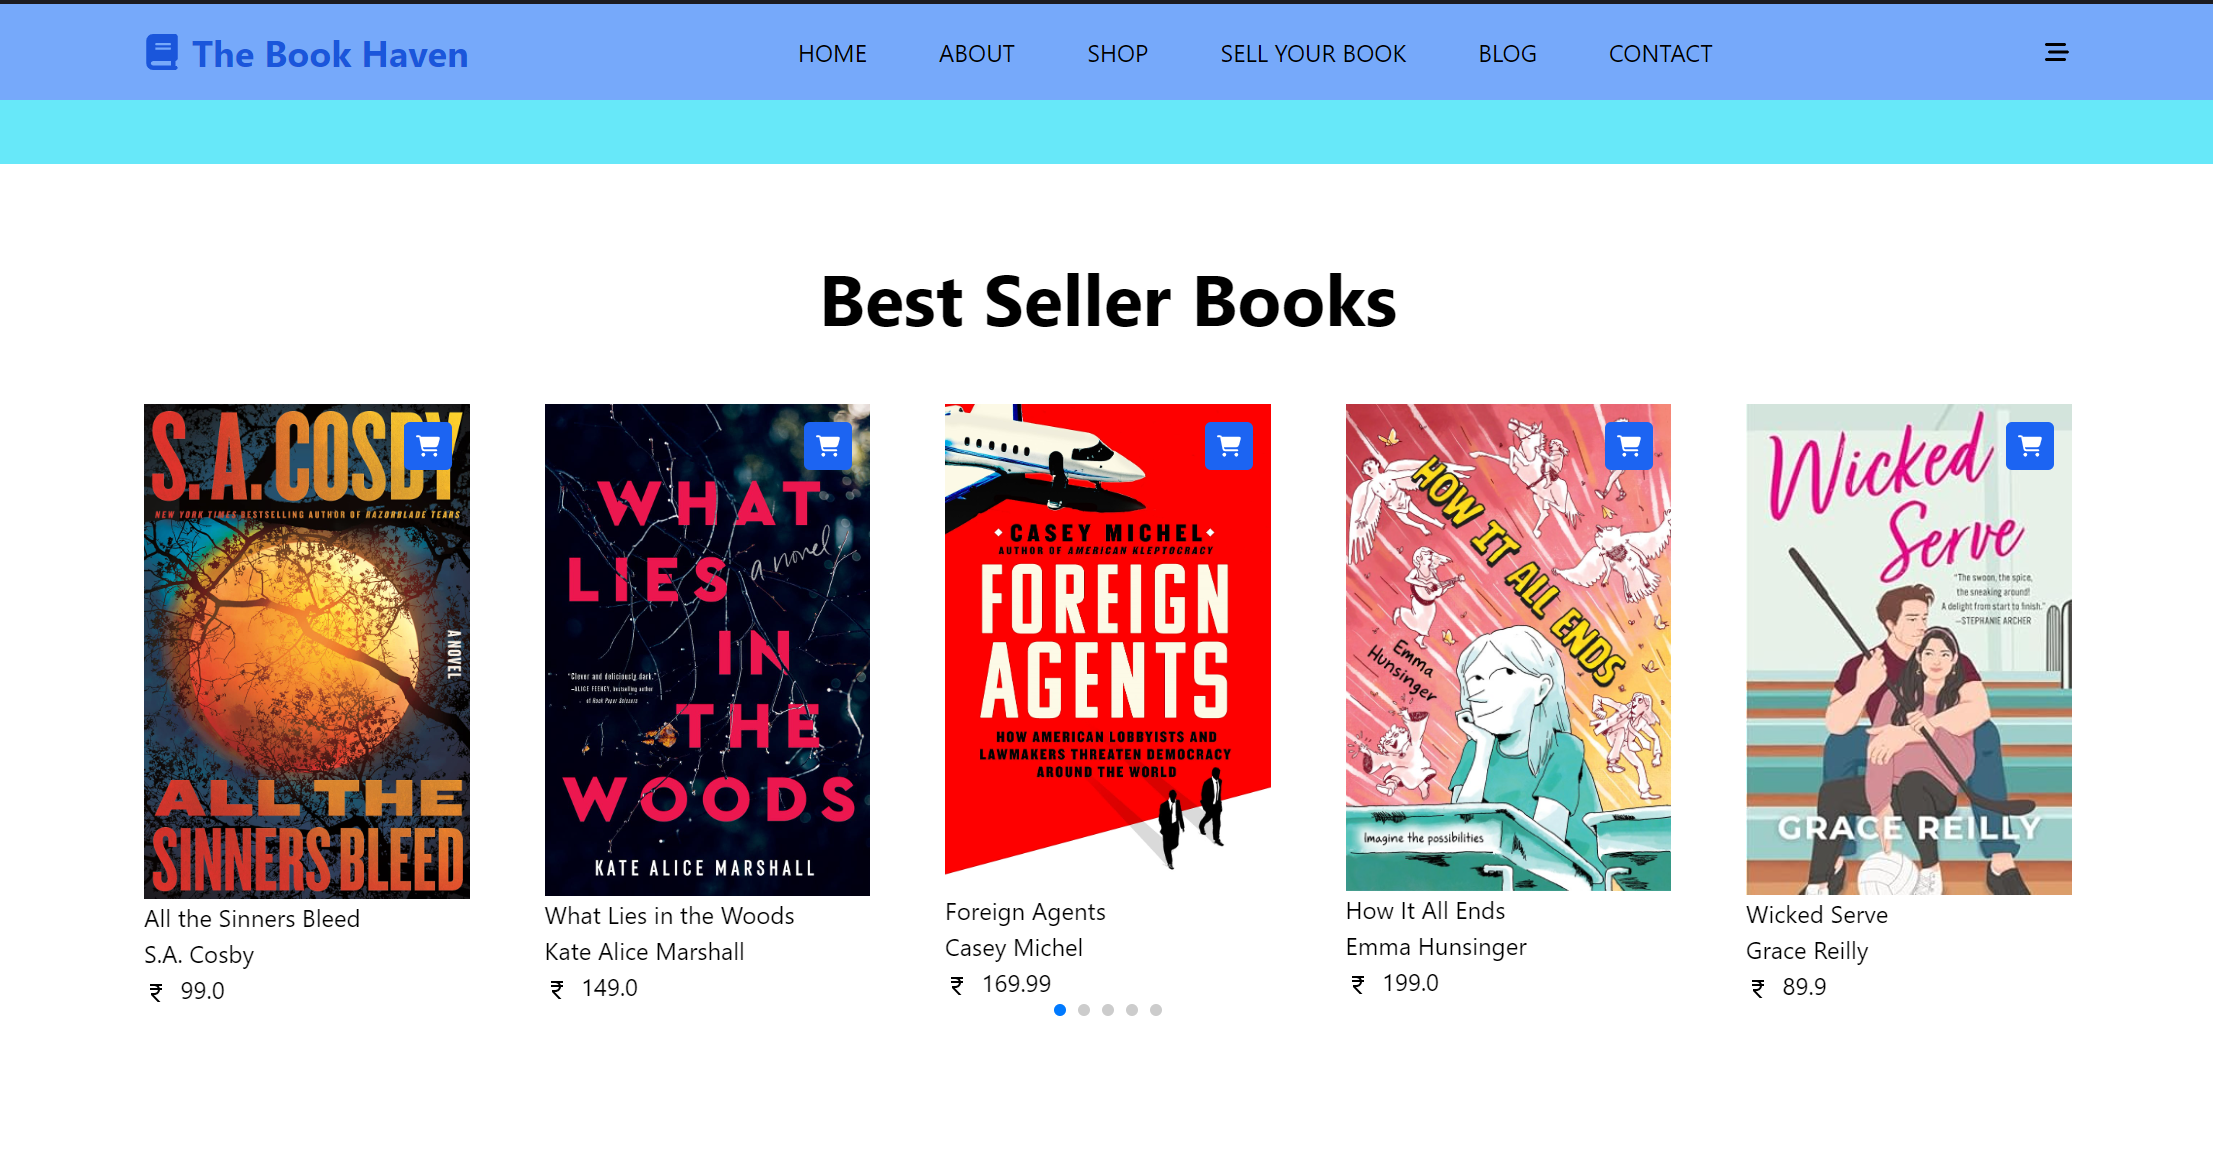 The Book Haven
HOME ABOUT SHOP SELL YOUR BOOK BLOG CONTACT
Best Seller Books
S.A. COSBY
NEW YORK TIMES BESTSELLING AUTHOR OF RAZORBLADE TEARS
A NOVEL
ALL THE
SINNERS BLEED
All the Sinners Bleed
S.A. Cosby
₹ 99.0
WHAT
LIES
a novel
IN
THE
WOODS
"Clever and deliciously dark."
—ALICE FEENEY, bestselling author
of Rock Paper Scissors
KATE ALICE MARSHALL
What Lies in the Woods
Kate Alice Marshall
₹ 149.0
CASEY MICHEL
AUTHOR OF AMERICAN KLEPTOCRACY
FOREIGN
AGENTS
HOW AMERICAN LOBBYISTS AND
LAWMAKERS THREATEN DEMOCRACY
AROUND THE WORLD
Foreign Agents
Casey Michel
₹ 169.99
HOW IT ALL ENDS
Emma
Hunsinger
Imagine the possibilities
How It All Ends
Emma Hunsinger
₹ 199.0
Wicked
Serve
"The swoon, the spice,
the sneaking around!
A delight from start to finish."
—STEPHANIE ARCHER
GRACE REILLY
Wicked Serve
Grace Reilly
₹ 89.9